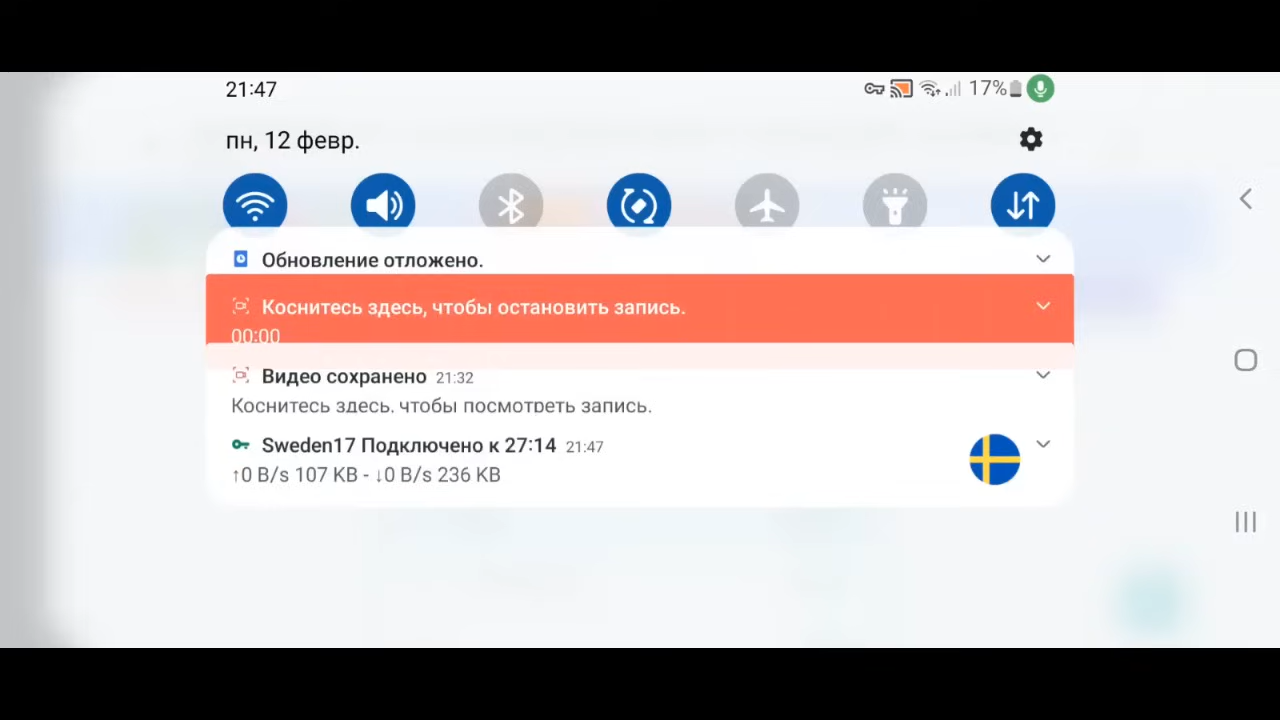 21:47
17%
пн, 12 февр.
Обновление отложено.
Коснитесь здесь, чтобы остановить запись.
00:00
Видео сохранено 21:32
Коснитесь здесь, чтобы посмотреть запись.
Sweden17 Подключено к 27:14 21:47
↑0 B/s 107 KB - ↓0 B/s 236 KB